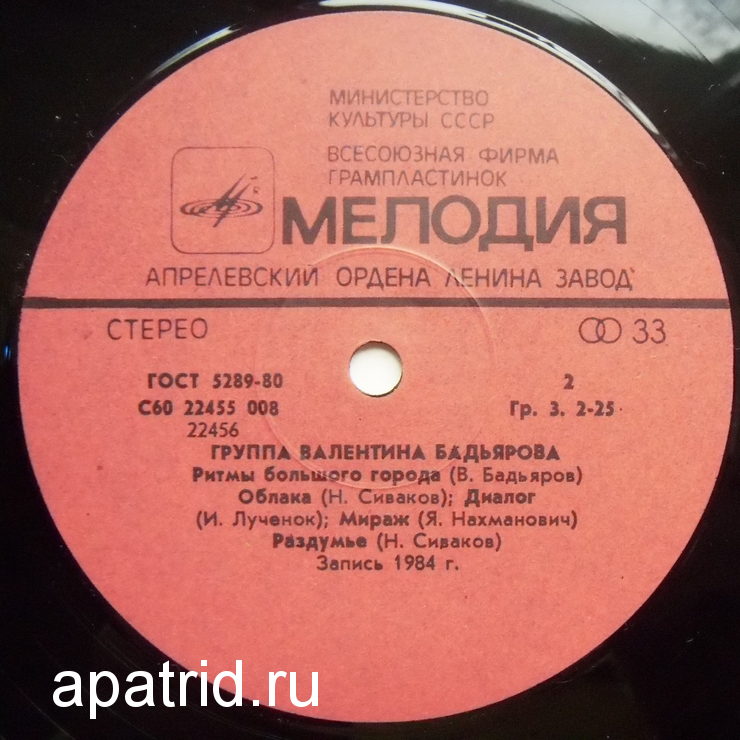 МИНИСТЕРСТВО
КУЛЬТУРЫ СССР
ВСЕСОЮЗНАЯ ФИРМА
ГРАМПЛАСТИНОК
МЕЛОДИЯ
АПРЕЛЕВСКИЙ ОРДЕНА ЛЕНИНА ЗАВОД
СТЕРЕО 33
ГОСТ 5289-80 2
С60 22455 008 Гр. 3. 2-25
22456
ГРУППА ВАЛЕНТИНА БАДЬЯРОВА
Ритмы большого города (В. Бадьяров)
Облака (Н. Сиваков); Диалог
(И. Лученок); Мираж (Я. Нахманович)
Раздумье (Н. Сиваков)
Запись 1984 г.
apatrid.ru